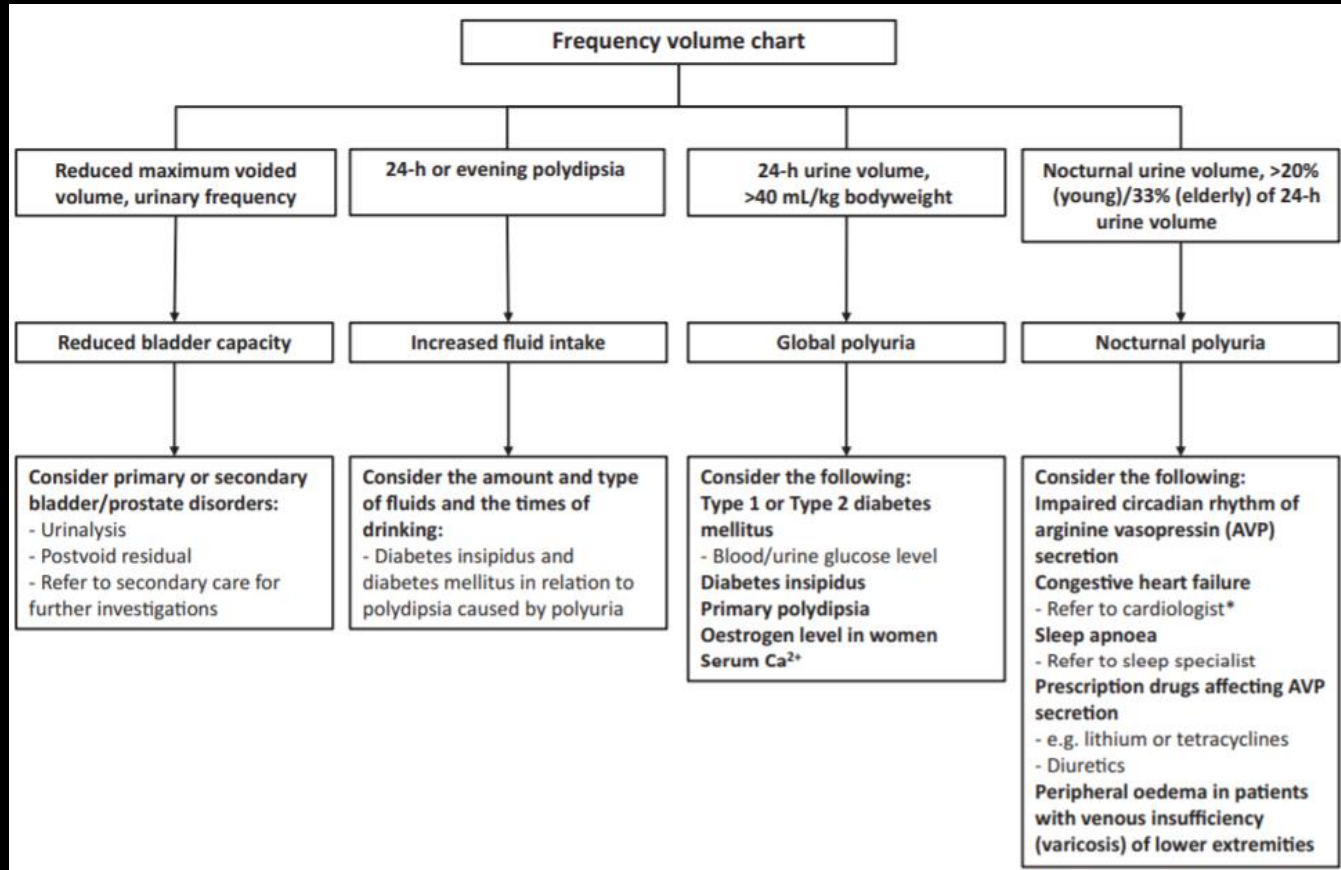 Frequency volume chart
Reduced maximum voided
volume, urinary frequency
24-h or evening polydipsia
24-h urine volume,
>40 mL/kg bodyweight
Nocturnal urine volume, >20%
(young)/33% (elderly) of 24-h
urine volume
Reduced bladder capacity
Increased fluid intake
Global polyuria
Nocturnal polyuria
Consider primary or secondary
bladder/prostate disorders:
- Urinalysis
- Postvoid residual
- Refer to secondary care for
further investigations
Consider the amount and type
of fluids and the times of
drinking:
- Diabetes insipidus and
diabetes mellitus in relation to
polydipsia caused by polyuria
Consider the following:
Type 1 or Type 2 diabetes
mellitus
- Blood/urine glucose level
Diabetes insipidus
Primary polydipsia
Oestrogen level in women
Serum Ca²⁺
Consider the following:
Impaired circadian rhythm of
arginine vasopressin (AVP)
secretion
Congestive heart failure
- Refer to cardiologist*
Sleep apnoea
- Refer to sleep specialist
Prescription drugs affecting AVP
secretion
- e.g. lithium or tetracyclines
- Diuretics
Peripheral oedema in patients
with venous insufficiency
(varicosis) of lower extremities